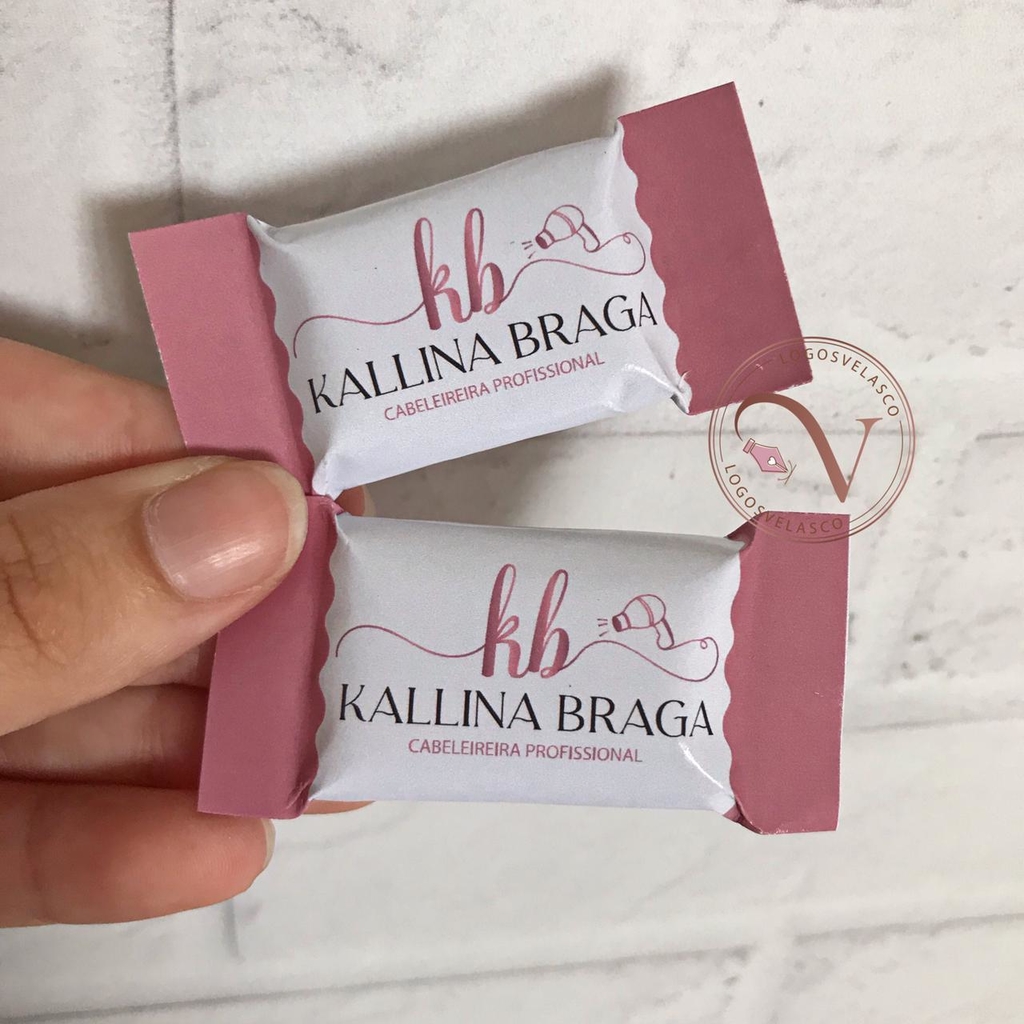 kb
KALLINA BRAGA
CABELEIREIRA PROFISSIONAL
LOGOSVELASCO
V
LOGOSVELASCO
kb
KALLINA BRAGA
CABELEIREIRA PROFISSIONAL